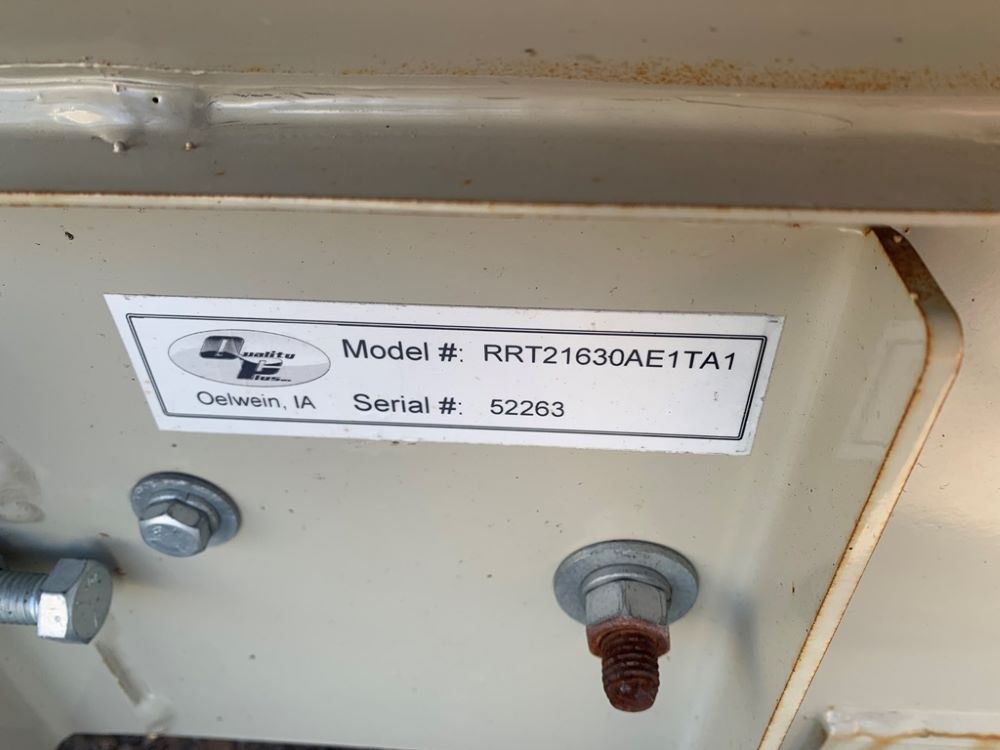 Quality
Plus
Oelwein, IA
Model #: RRT21630AE1TA1
Serial #: 52263